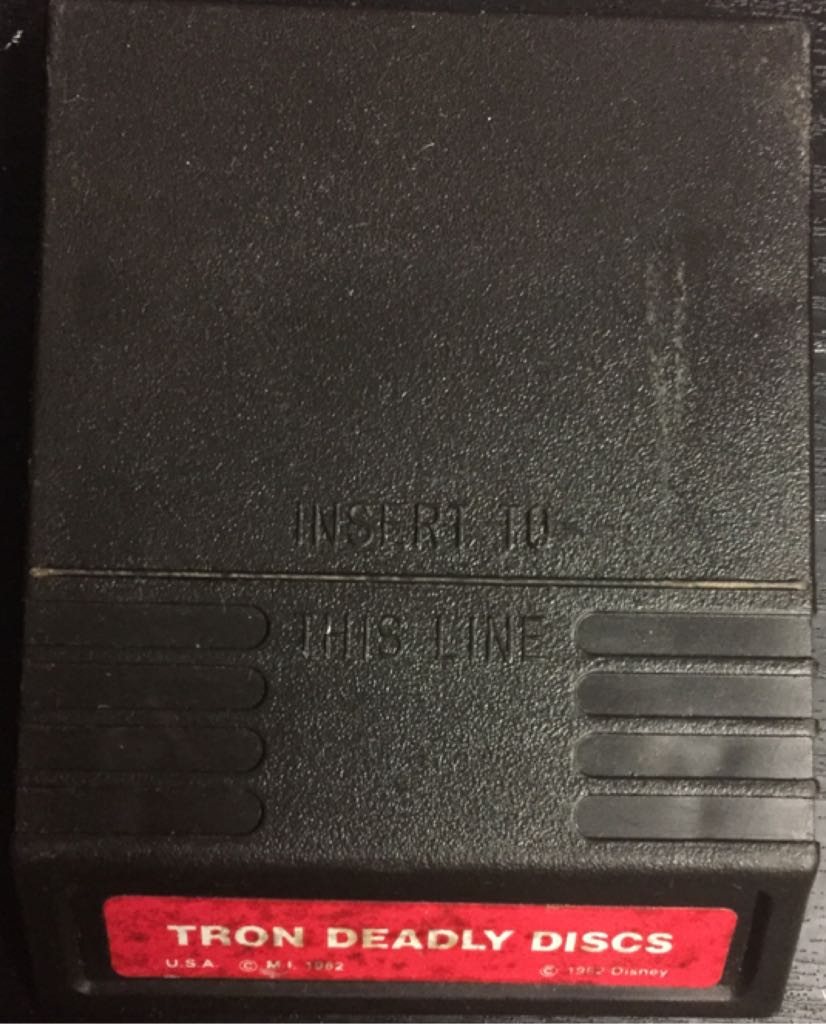 INSERT TO
THIS LINE
TRON DEADLY DISCS
U.S.A. © M.I. 1982 © 1982 Disney